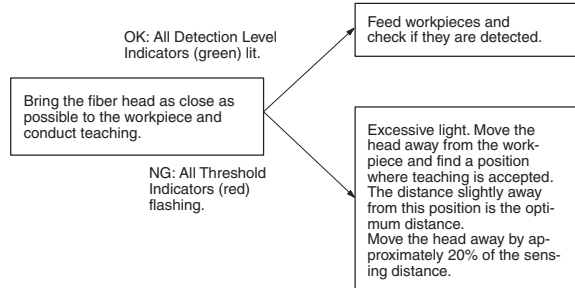 OK: All Detection Level
Indicators (green) lit.
Feed workpieces and
check if they are detected.
Bring the fiber head as close as
possible to the workpiece and
conduct teaching.
NG: All Threshold
Indicators (red)
flashing.
Excessive light. Move the
head away from the work-
piece and find a position
where teaching is accepted.
The distance slightly away
from this position is the opti-
mum distance.
Move the head away by ap-
proximately 20% of the sens-
ing distance.